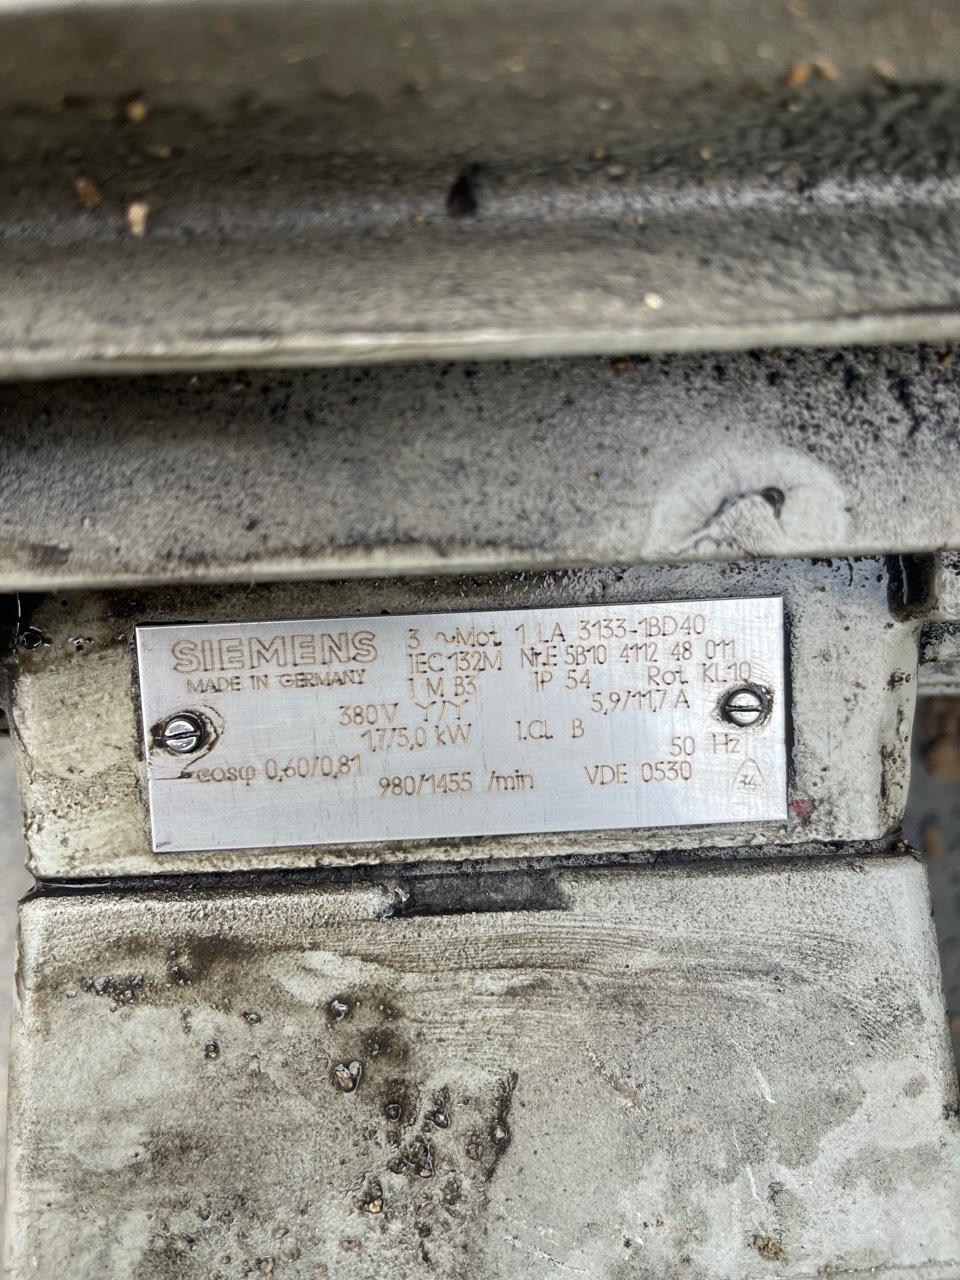 SIEMENS
MADE IN GERMANY
3 ~Mot. 1 LA 3133-1BD40
IEC 132M Nr.E 5B10 4112 48 011
1 M B3 IP 54 Rot. KL.10
380V Y/Y 5,9/11,7 A
1,7/5,0 kW I.Cl. B 50 Hz
cosφ 0,60/0,81 980/1455 /min VDE 0530